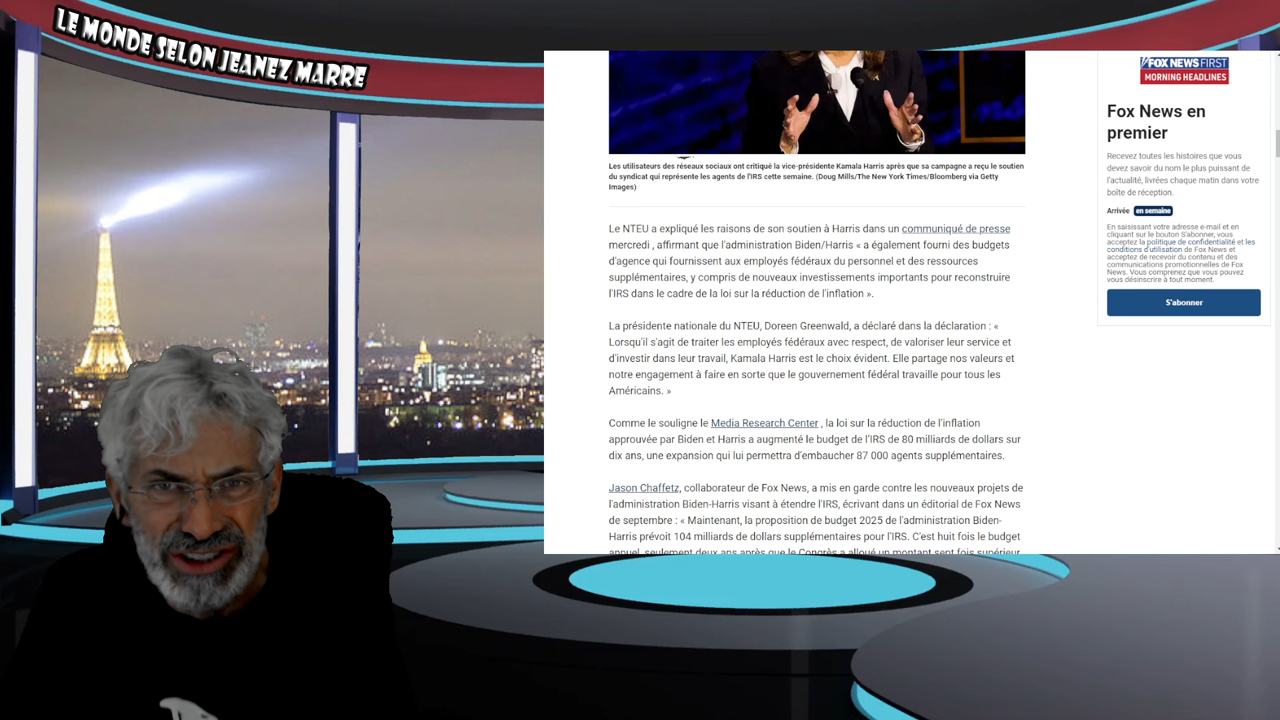 LE MONDE SELON JEANEZ MARRE
Les utilisateurs des réseaux sociaux ont critiqué la vice-présidente Kamala Harris après que sa campagne a reçu le soutien
du syndicat qui représente les agents de l'IRS cette semaine. (Doug Mills/The New York Times/Bloomberg via Getty
Images)
Le NTEU a expliqué les raisons de son soutien à Harris dans un communiqué de presse
mercredi , affirmant que l'administration Biden/Harris « a également fourni des budgets
d'agence qui fournissent aux employés fédéraux du personnel et des ressources
supplémentaires, y compris de nouveaux investissements importants pour reconstruire
l'IRS dans le cadre de la loi sur la réduction de l'inflation ».
La présidente nationale du NTEU, Doreen Greenwald, a déclaré dans la déclaration : «
Lorsqu'il s'agit de traiter les employés fédéraux avec respect, de valoriser leur service et
d'investir dans leur travail, Kamala Harris est le choix évident. Elle partage nos valeurs et
notre engagement à faire en sorte que le gouvernement fédéral travaille pour tous les
Américains. »
Comme le souligne le Media Research Center , la loi sur la réduction de l'inflation
approuvée par Biden et Harris a augmenté le budget de l'IRS de 80 milliards de dollars sur
dix ans, une expansion qui lui permettra d'embaucher 87 000 agents supplémentaires.
Jason Chaffetz, collaborateur de Fox News, a mis en garde contre les nouveaux projets de
l'administration Biden-Harris visant à étendre l'IRS, écrivant dans un éditorial de Fox News
de septembre : « Maintenant, la proposition de budget 2025 de l'administration Biden-
Harris prévoit 104 milliards de dollars supplémentaires pour l'IRS. C'est huit fois le budget
annuel, seulement deux ans après que le Congrès a alloué un montant sept fois supérieur
FOX NEWS FIRST
MORNING HEADLINES
Fox News en
premier
Recevez toutes les histoires que vous
devez savoir du nom le plus puissant de
l'actualité, livrées chaque matin dans votre
boîte de réception.
Arrivée en semaine
En saisissant votre adresse e-mail et en
cliquant sur le bouton S'abonner, vous
acceptez la politique de confidentialité et les
conditions d'utilisation de Fox News et
acceptez de recevoir du contenu et des
communications promotionnelles de Fox
News. Vous comprenez que vous pouvez
vous désinscrire à tout moment.
S'abonner